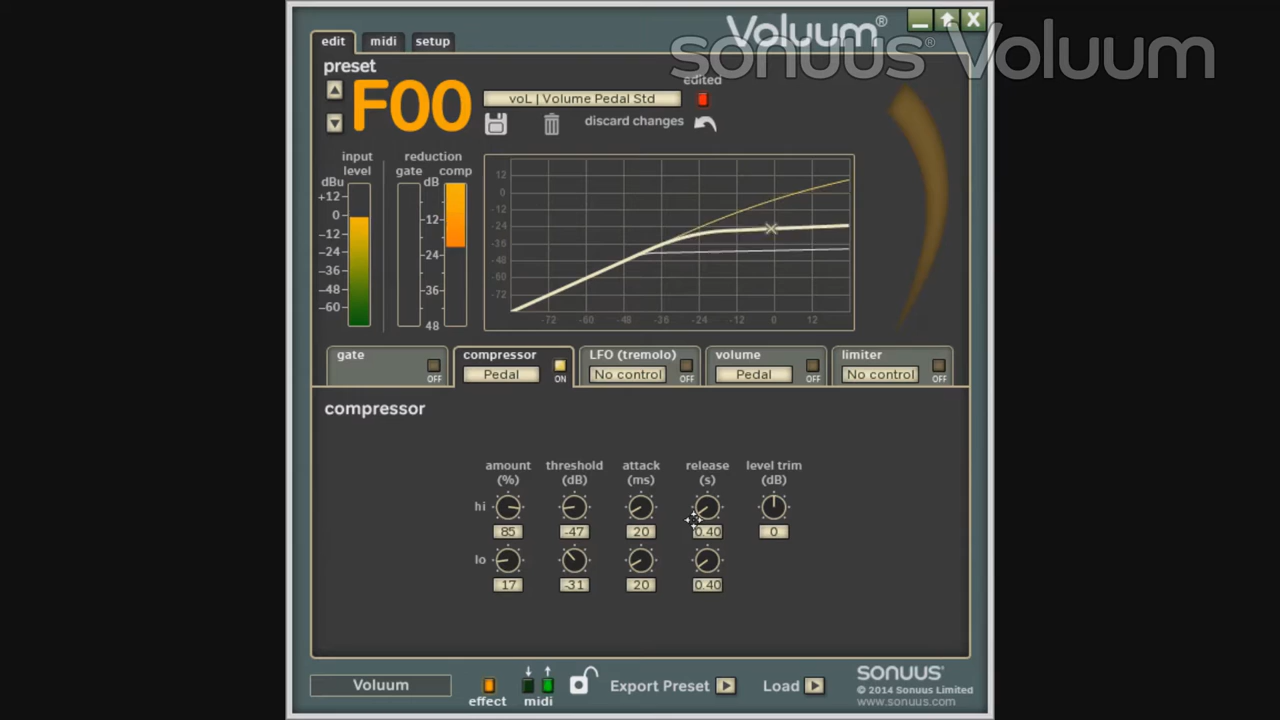 Voluum®
sonuus® Voluum
edit midi setup
preset
F00
voL | Volume Pedal Std
edited
discard changes
input level
reduction
gate comp
dBu
dB
+12
0
-12
-24
-36
-48
-60
12
24
36
48
12
0
-12
-24
-36
-48
-60
-72
-72 -60 -48 -36 -24 -12 0 12
gate
OFF
compressor
Pedal
ON
LFO (tremolo)
No control
OFF
volume
Pedal
OFF
limiter
No control
OFF
compressor
amount threshold attack release level trim
(%) (dB) (ms) (s) (dB)
hi
85 -47 20 0.40 0
lo
17 -31 20 0.40
Voluum
effect
midi
Export Preset
Load
sonuus®
© 2014 Sonuus Limited
www.sonuus.com